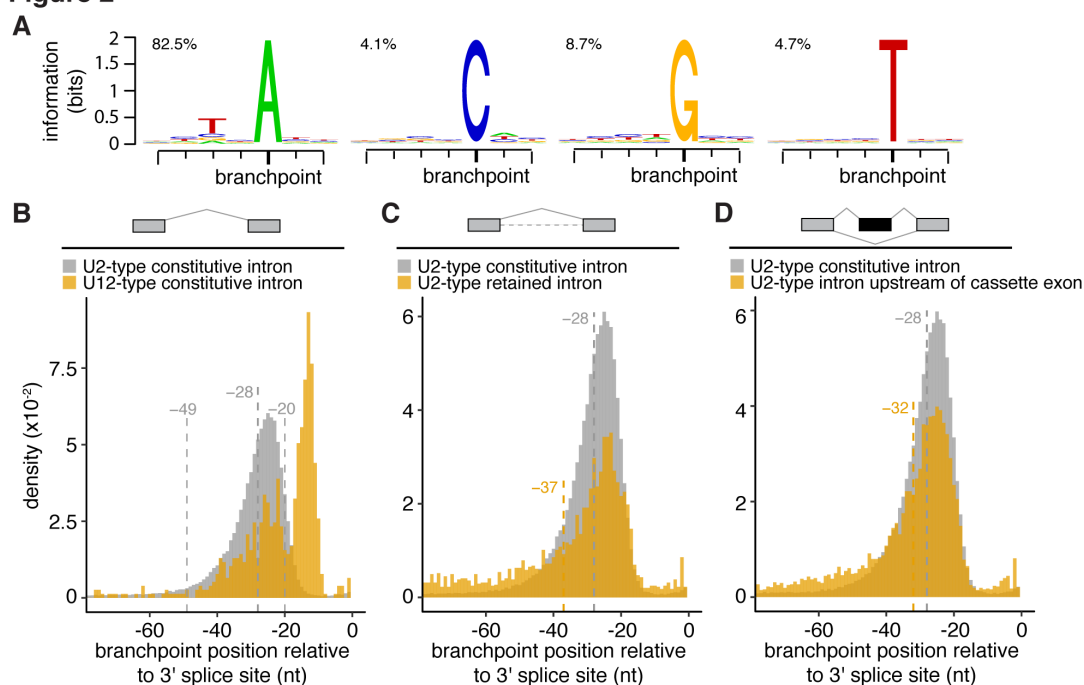 A
information
(bits)
2
1.5
1
0.5
0
82.5%
A
T
branchpoint
4.1%
C
branchpoint
8.7%
G
branchpoint
4.7%
T
branchpoint
B
U2-type constitutive intron
U12-type constitutive intron
density (x10-2)
7.5
5
2.5
0
−49
−28
−20
-60
-40
-20
0
branchpoint position relative
to 3' splice site (nt)
C
U2-type constitutive intron
U2-type retained intron
6
4
2
0
−28
−37
-60
-40
-20
0
branchpoint position relative
to 3' splice site (nt)
D
U2-type constitutive intron
U2-type intron upstream of cassette exon
6
4
2
0
−28
−32
-60
-40
-20
0
branchpoint position relative
to 3' splice site (nt)